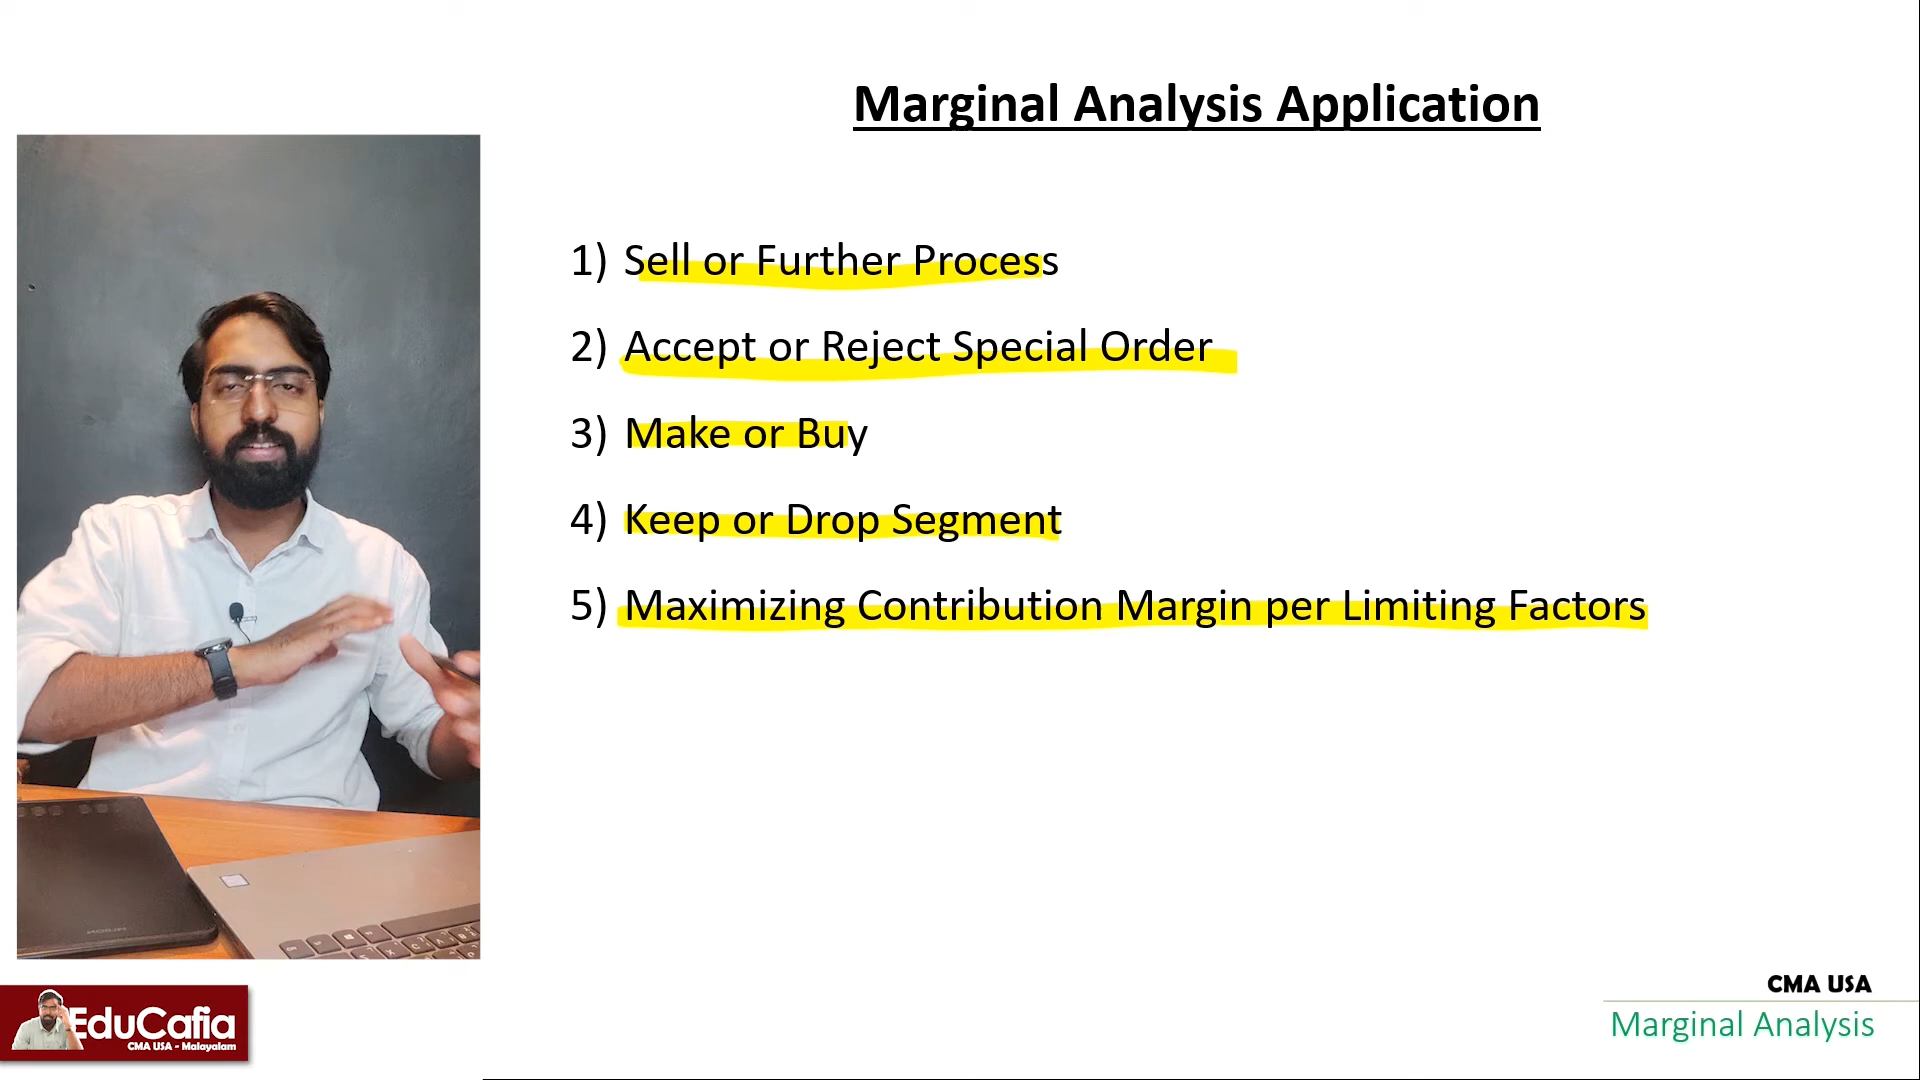 Marginal Analysis Application
1) Sell or Further Process
2) Accept or Reject Special Order
3) Make or Buy
4) Keep or Drop Segment
5) Maximizing Contribution Margin per Limiting Factors
EduCafia
CMA USA - Malayalam
CMA USA
Marginal Analysis